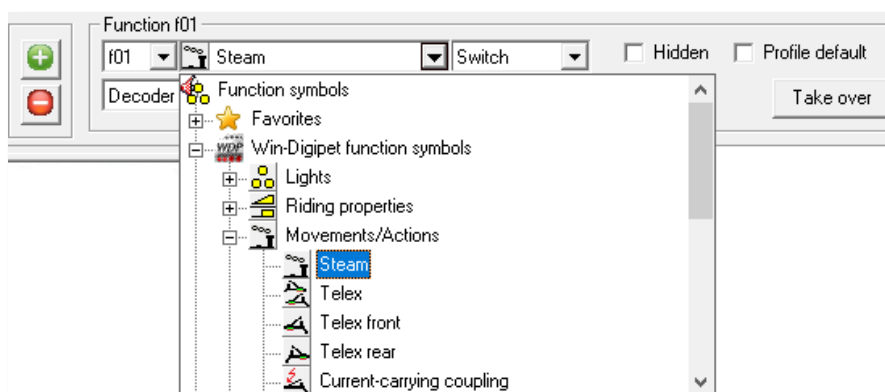 Function f01
f01 Steam Switch Hidden Profile default
Decoder Function symbols Take over
Favorites
WDP Win-Digipet function symbols
Lights
Riding properties
Movements/Actions
Steam
Telex
Telex front
Telex rear
Current-carrying coupling